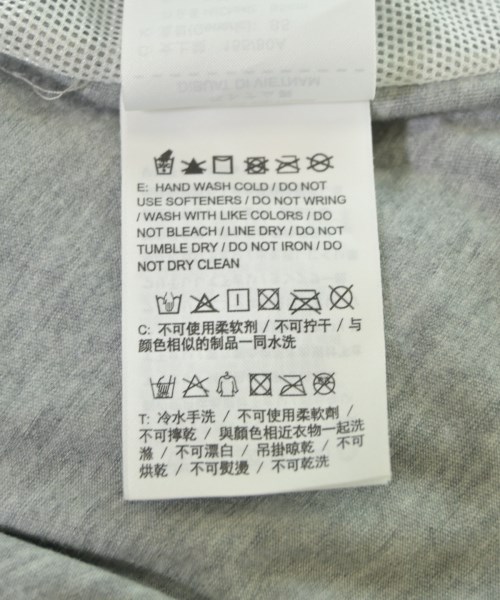 E: HAND WASH COLD / DO NOT
USE SOFTENERS / DO NOT WRING
/ WASH WITH LIKE COLORS / DO
NOT BLEACH / LINE DRY / DO NOT
TUMBLE DRY / DO NOT IRON / DO
NOT DRY CLEAN
C: 不可使用柔软剂 / 不可拧干 / 与
颜色相似的制品一同水洗
T: 冷水手洗 / 不可使用柔軟劑 /
不可擰乾 / 與顏色相近衣物一起洗
滌 / 不可漂白 / 吊掛晾乾 / 不可
烘乾 / 不可熨燙 / 不可乾洗